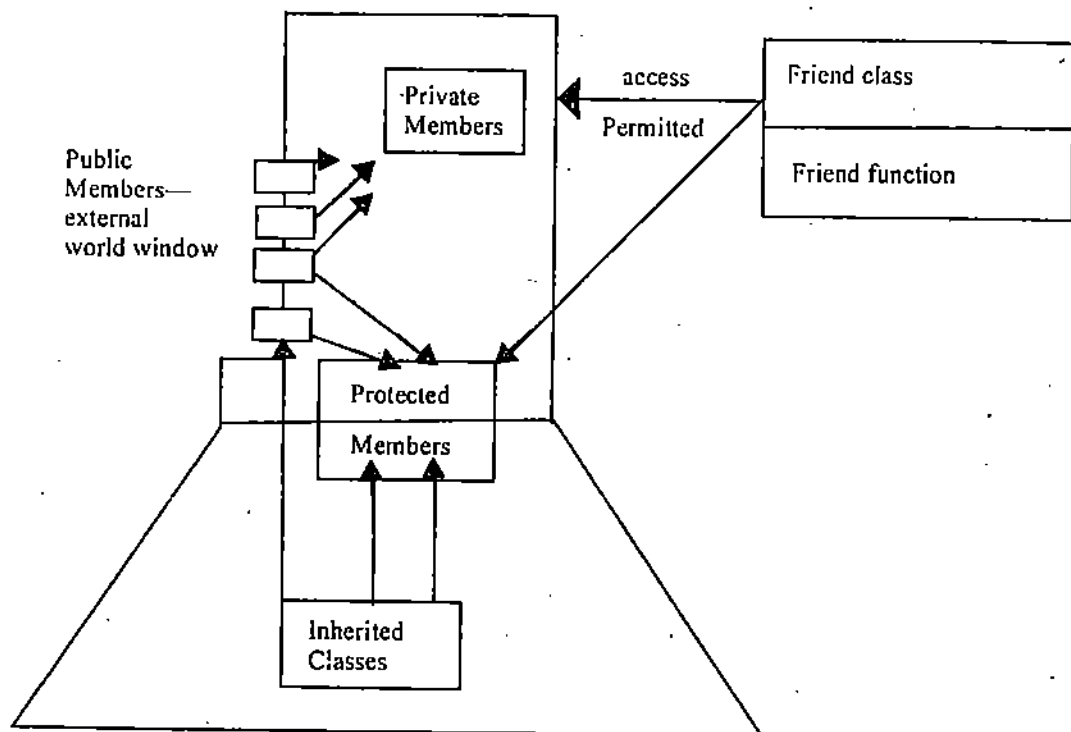 Private
Members
access
Permitted
Friend class
Friend function
Public
Members—
external
world window
Protected
Members
Inherited
Classes